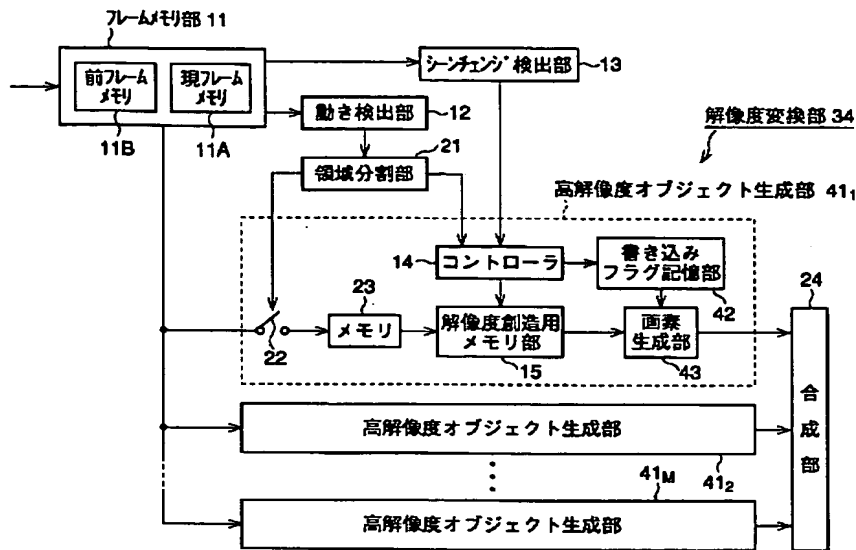 フレームメモリ部 11
前フレーム
メモリ
現フレーム
メモリ
11B
11A
シーンチェンジ検出部
13
動き検出部
12
解像度変換部 34
領域分割部
21
高解像度オブジェクト生成部 41₁
14
コントローラ
書き込み
フラグ記憶部
42
22
23
メモリ
解像度創造用
メモリ部
15
画素
生成部
43
24
合成部
高解像度オブジェクト生成部
41₂
41M
高解像度オブジェクト生成部